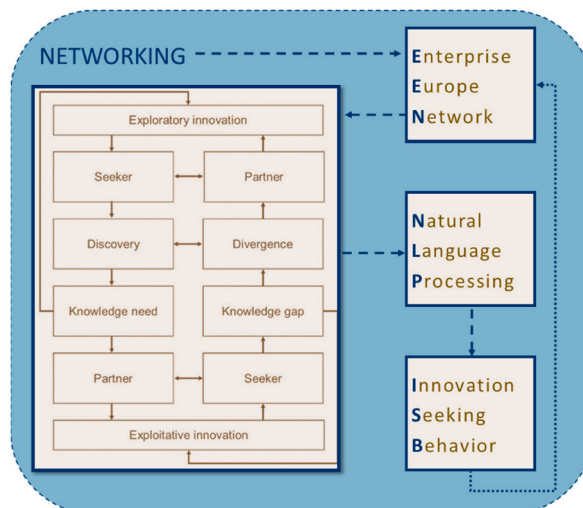 NETWORKING
Enterprise
Europe
Network
Exploratory innovation
Seeker
Partner
Discovery
Divergence
Knowledge need
Knowledge gap
Partner
Seeker
Exploitative innovation
Natural
Language
Processing
Innovation
Seeking
Behavior